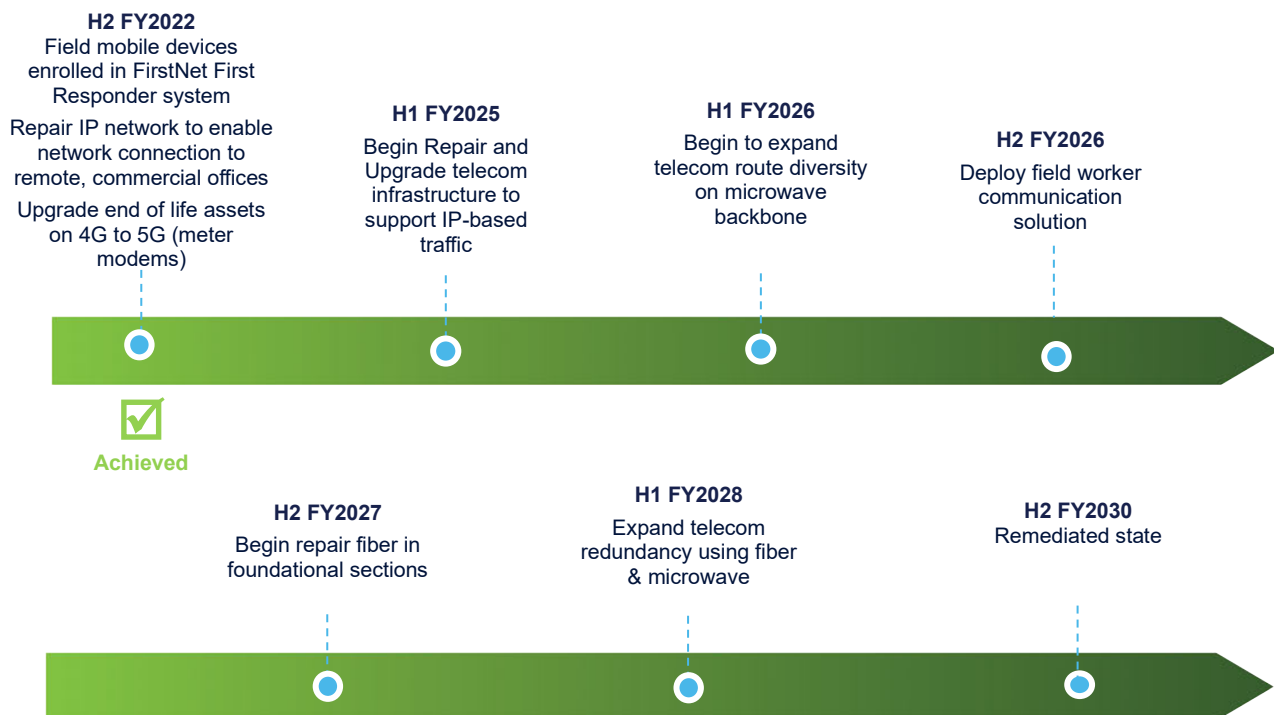 H2 FY2022
Field mobile devices
enrolled in FirstNet First
Responder system
Repair IP network to enable
network connection to
remote, commercial offices
Upgrade end of life assets
on 4G to 5G (meter
modems)
H1 FY2025
Begin Repair and
Upgrade telecom
infrastructure to
support IP-based
traffic
H1 FY2026
Begin to expand
telecom route diversity
on microwave
backbone
H2 FY2026
Deploy field worker
communication
solution
Achieved
H2 FY2027
Begin repair fiber in
foundational sections
H1 FY2028
Expand telecom
redundancy using fiber
& microwave
H2 FY2030
Remediated state